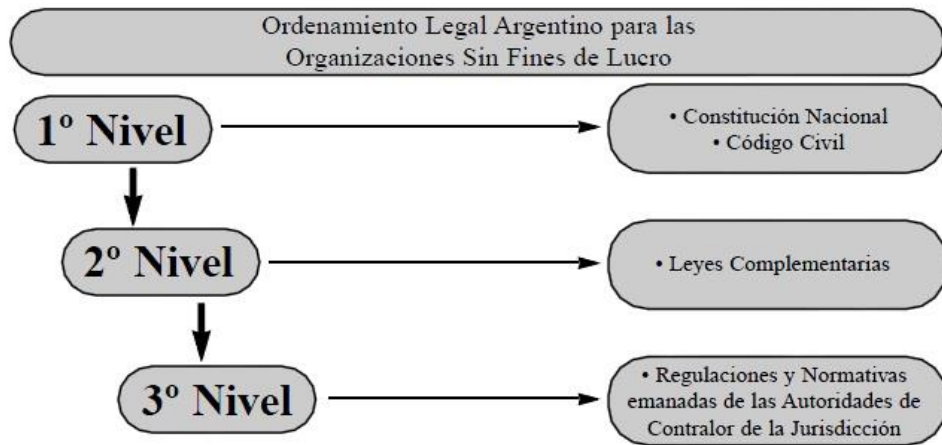 Ordenamiento Legal Argentino para las
Organizaciones Sin Fines de Lucro
1º Nivel
• Constitución Nacional
• Código Civil
2º Nivel
• Leyes Complementarias
3º Nivel
• Regulaciones y Normativas
emanadas de las Autoridades de
Contralor de la Jurisdicción